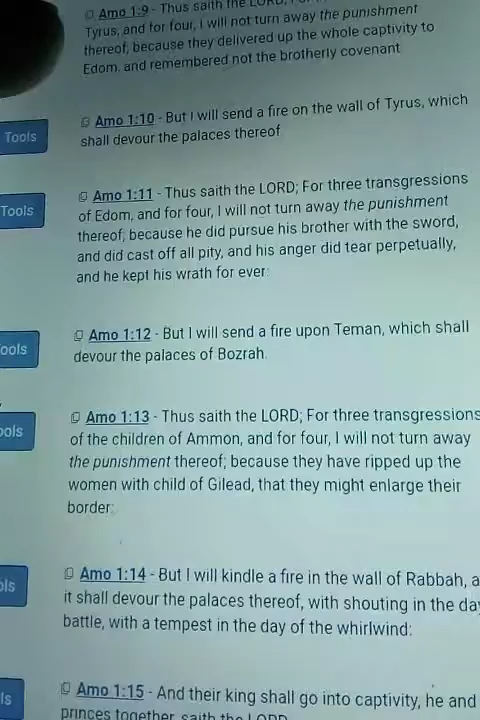 Amo 1:9 - Thus saith the LORD,
Tyrus, and for four, I will not turn away the punishment
thereof; because they delivered up the whole captivity to
Edom, and remembered not the brotherly covenant
Tools
Amo 1:10 - But I will send a fire on the wall of Tyrus, which
shall devour the palaces thereof
Tools
Amo 1:11 - Thus saith the LORD; For three transgressions
of Edom, and for four, I will not turn away the punishment
thereof; because he did pursue his brother with the sword,
and did cast off all pity, and his anger did tear perpetually,
and he kept his wrath for ever:
ools
Amo 1:12 - But I will send a fire upon Teman, which shall
devour the palaces of Bozrah.
ools
Amo 1:13 - Thus saith the LORD; For three transgressions
of the children of Ammon, and for four, I will not turn away
the punishment thereof; because they have ripped up the
women with child of Gilead, that they might enlarge their
border:
ols
Amo 1:14 - But I will kindle a fire in the wall of Rabbah, a
it shall devour the palaces thereof, with shouting in the da
battle, with a tempest in the day of the whirlwind:
ls
Amo 1:15 - And their king shall go into captivity, he and
princes together, saith the LORD